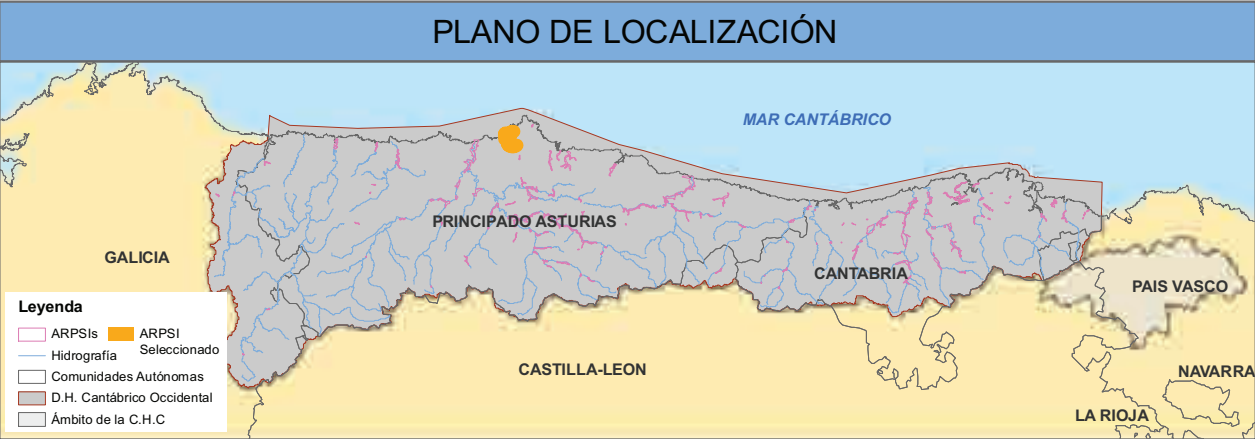 PLANO DE LOCALIZACIÓN
MAR CANTÁBRICO
PRINCIPADO ASTURIAS
GALICIA
CANTABRIA
PAIS VASCO
CASTILLA-LEON
NAVARRA
LA RIOJA
Leyenda
ARPSIs
ARPSI
Seleccionado
Hidrografía
Comunidades Autónomas
D.H. Cantábrico Occidental
Ámbito de la C.H.C